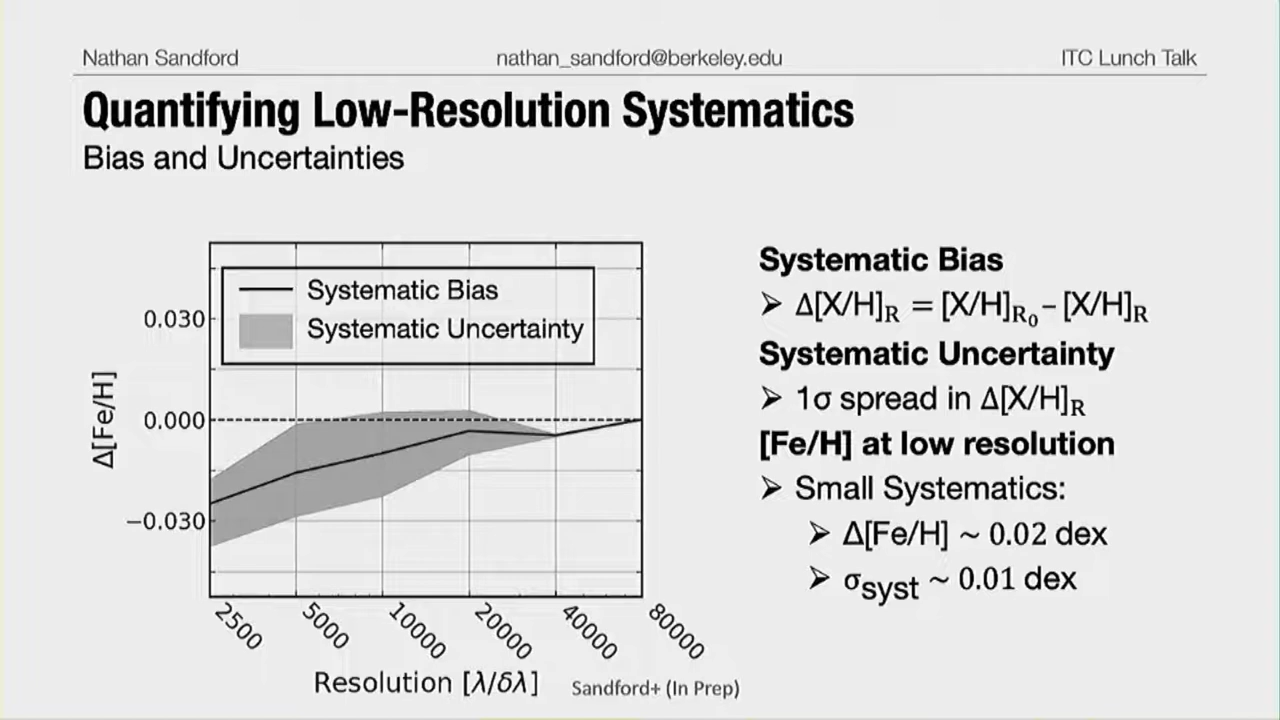 Nathan Sandford nathan_sandford@berkeley.edu ITC Lunch Talk
Quantifying Low-Resolution Systematics
Bias and Uncertainties
Systematic Bias
Systematic Uncertainty
0.030
0.000
−0.030
Δ[Fe/H]
2500 5000 10000 20000 40000 80000
Resolution [λ/δλ]
Sandford+ (In Prep)
Systematic Bias
➢ Δ[X/H]R = [X/H]R0 – [X/H]R
Systematic Uncertainty
➢ 1σ spread in Δ[X/H]R
[Fe/H] at low resolution
➢ Small Systematics:
➢ Δ[Fe/H] ~ 0.02 dex
➢ σsyst ~ 0.01 dex